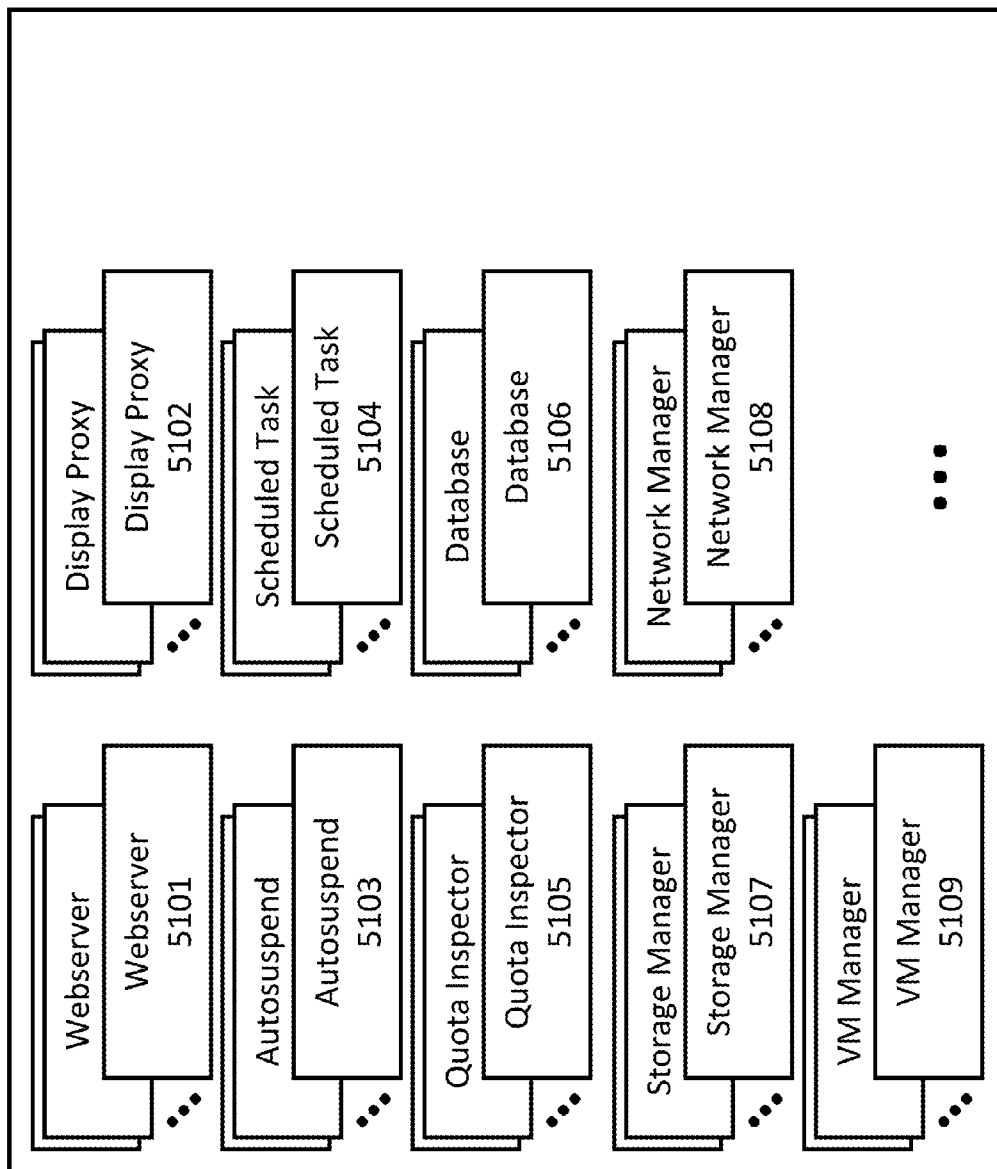 Webserver
Webserver
5101
Display Proxy
Display Proxy
5102
Autosuspend
Autosuspend
5103
Scheduled Task
Scheduled Task
5104
Quota Inspector
Quota Inspector
5105
Database
Database
5106
Storage Manager
Storage Manager
5107
Network Manager
Network Manager
5108
VM Manager
VM Manager
5109